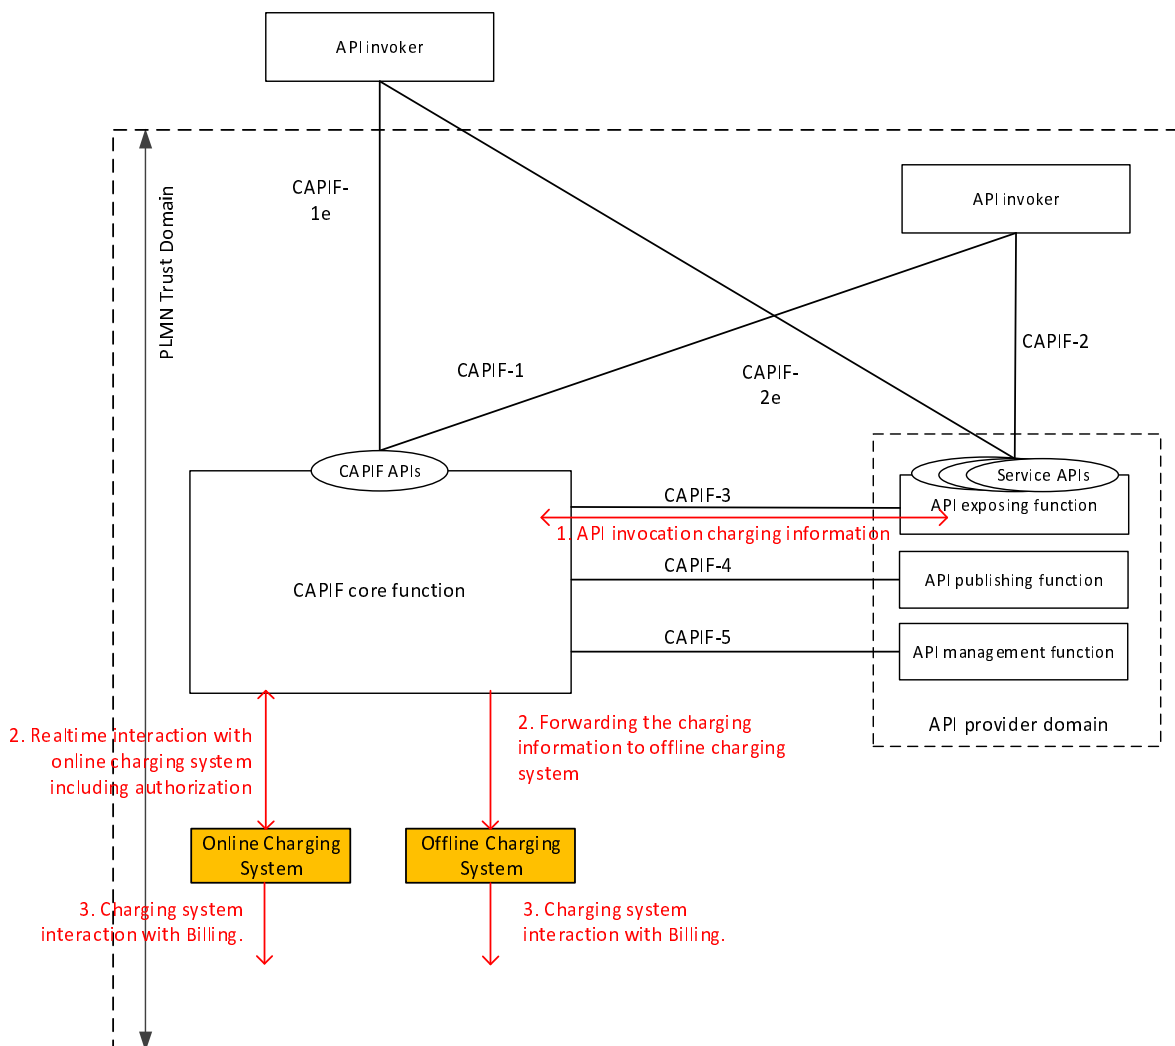 API invoker
CAPIF-
1e
API invoker
PLMN Trust Domain
CAPIF-1
CAPIF-
2e
CAPIF-2
CAPIF APIs
Service APIs
CAPIF-3
API exposing function
1. API invocation charging information
CAPIF-4
API publishing function
CAPIF core function
CAPIF-5
API management function
API provider domain
2. Realtime interaction with
online charging system
including authorization
2. Forwarding the charging
information to offline charging
system
Online Charging
System
Offline Charging
System
3. Charging system
interaction with Billing.
3. Charging system
interaction with Billing.